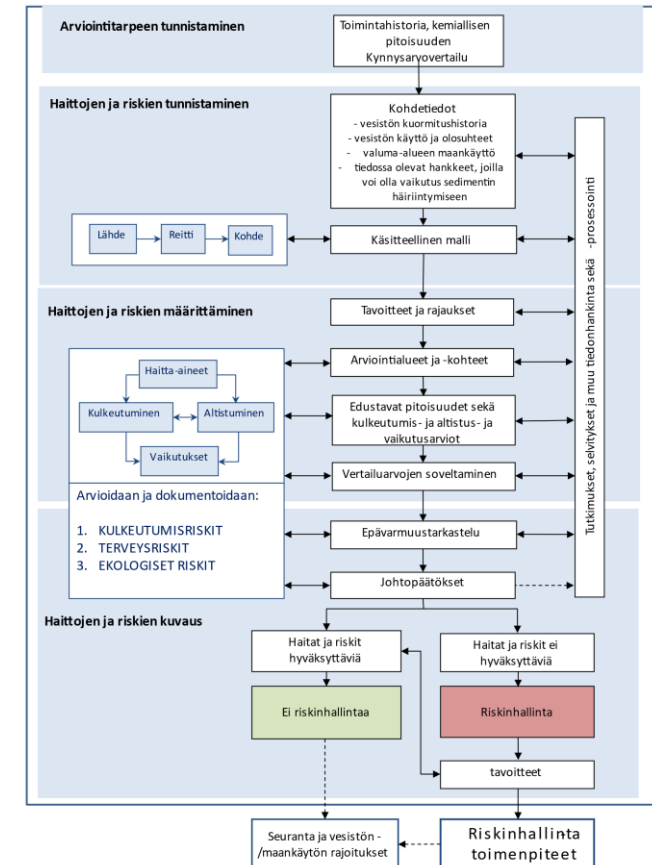 Arviointitarpeen tunnistaminen
Toimintahistoria, kemiallisen
pitoisuuden
Kynnysarvovertailu
Haittojen ja riskien tunnistaminen
Kohdetiedot
- vesistön kuormitushistoria
- vesistön käyttö ja olosuhteet
- valuma-alueen maankäyttö
- tiedossa olevat hankkeet, joilla
voi olla vaikutus sedimentin
häiriintymiseen
Lähde
Reitti
Kohde
Käsitteellinen malli
Tutkimukset, selvitykset ja muu tiedonhankinta sekä -prosessointi
Haittojen ja riskien määrittäminen
Tavoitteet ja rajaukset
Arviointialueet ja -kohteet
Haitta-aineet
Kulkeutuminen
Altistuminen
Vaikutukset
Edustavat pitoisuudet sekä
kulkeutumis- ja altistus- ja
vaikutusarviot
Vertailuarvojen soveltaminen
Arvioidaan ja dokumentoidaan:
1. KULKEUTUMISRISKIT
2. TERVEYSRISKIT
3. EKOLOGISET RISKIT
Epävarmuustarkastelu
Johtopäätökset
Haittojen ja riskien kuvaus
Haitat ja riskit
hyväksyttäviä
Haitat ja riskit ei
hyväksyttäviä
Ei riskinhallintaa
Riskinhallinta
tavoitteet
Seuranta ja vesistön -
/maankäytön rajoitukset
Riskinhallinta
toimenpiteet